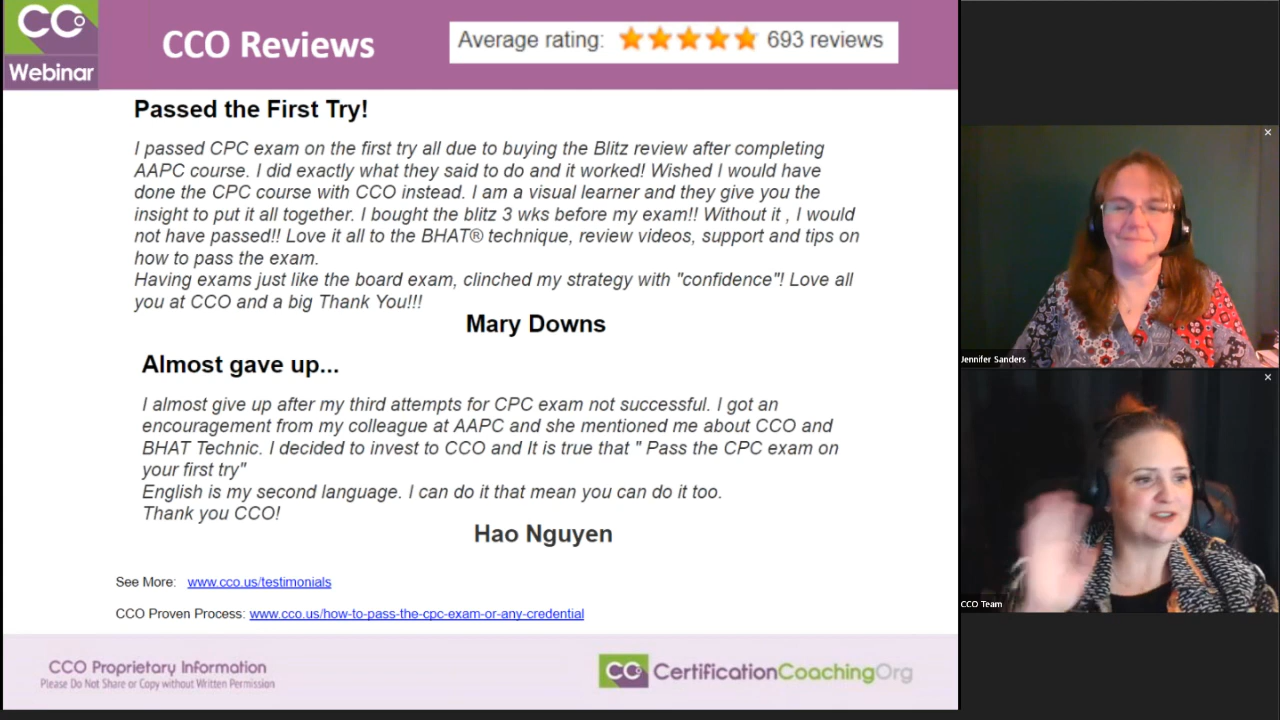 CCO
Webinar
CCO Reviews
Average rating: 693 reviews
Passed the First Try!
I passed CPC exam on the first try all due to buying the Blitz review after completing
AAPC course. I did exactly what they said to do and it worked! Wished I would have
done the CPC course with CCO instead. I am a visual learner and they give you the
insight to put it all together. I bought the blitz 3 wks before my exam!! Without it , I would
not have passed!! Love it all to the BHAT® technique, review videos, support and tips on
how to pass the exam.
Having exams just like the board exam, clinched my strategy with "confidence"! Love all
you at CCO and a big Thank You!!!
Mary Downs
Almost gave up...
I almost give up after my third attempts for CPC exam not successful. I got an
encouragement from my colleague at AAPC and she mentioned me about CCO and
BHAT Technic. I decided to invest to CCO and It is true that " Pass the CPC exam on
your first try"
English is my second language. I can do it that mean you can do it too.
Thank you CCO!
Hao Nguyen
See More: www.cco.us/testimonials
CCO Proven Process: www.cco.us/how-to-pass-the-cpc-exam-or-any-credential
CCO Proprietary Information
Please Do Not Share or Copy without Written Permission
CCO CertificationCoachingOrg
Jennifer Sanders
CCO Team